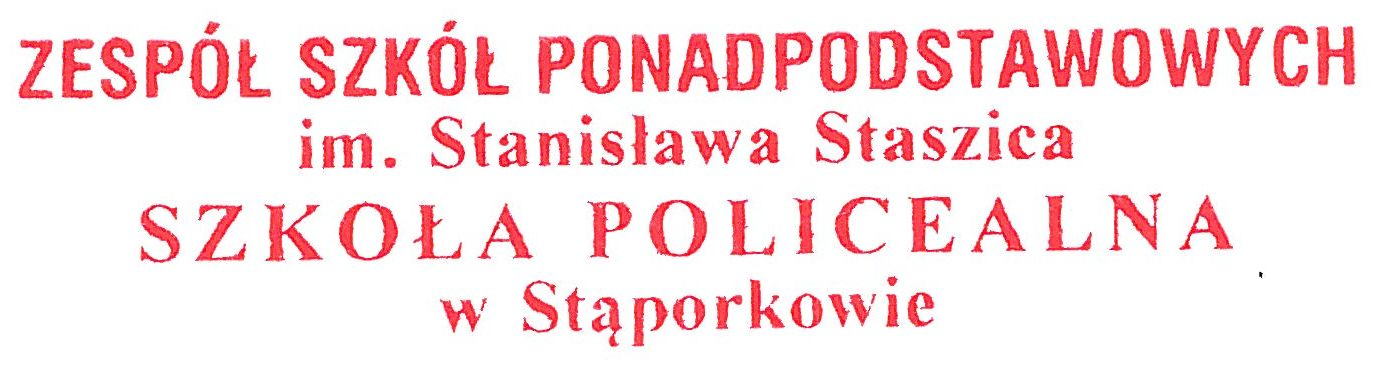 ZESPÓŁ SZKÓŁ PONADPODSTAWOWYCH
im. Stanisława Staszica
SZKOŁA POLICEALNA
w Stąporkowie